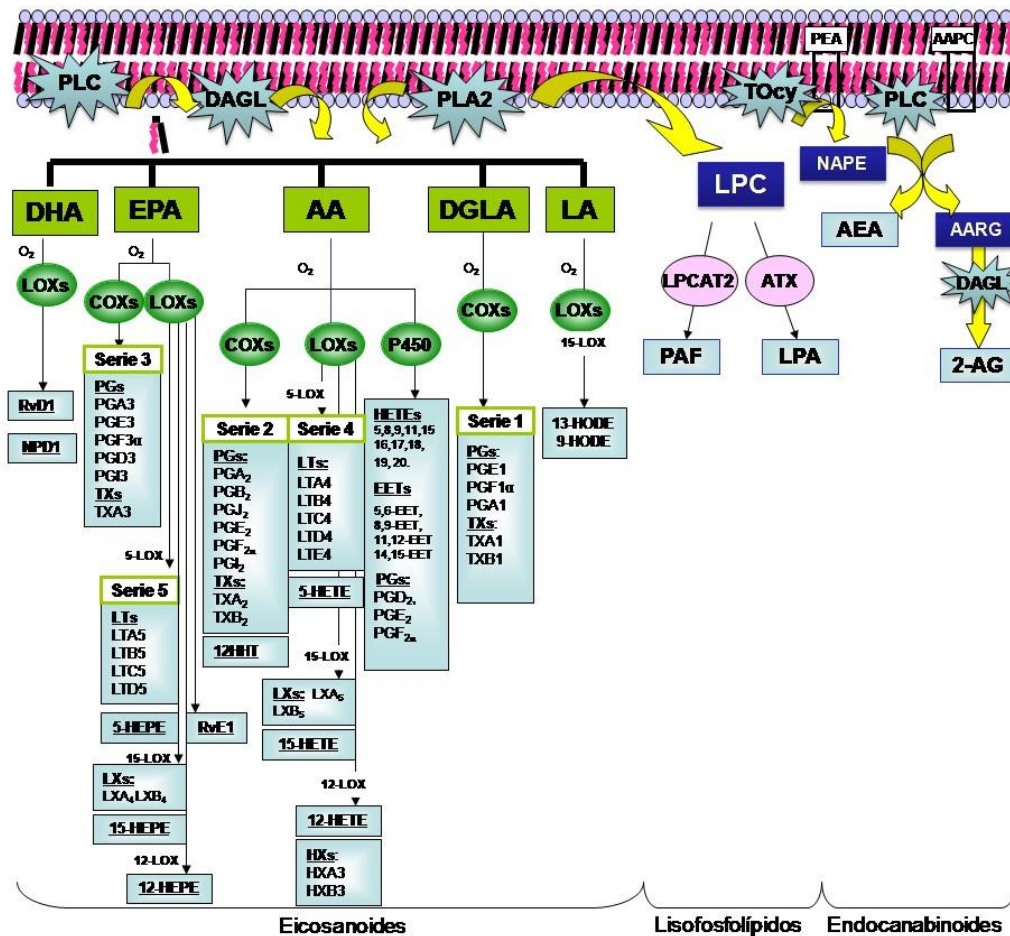 PEA
AAPC
PLC
DAGL
PLA2
TOcy
PLC
NAPE
LPC
AEA
AARG
DAGL
2-AG
LPCAT2
ATX
PAF
LPA
DHA
EPA
AA
DGLA
LA
O₂
O₂
O₂
O₂
O₂
LOXs
COXs
LOXs
COXs
LOXs
P450
COXs
LOXs
RvD1
NPD1
Serie 3
PGs
PGA3
PGE3
PGF3α
PGD3
PGI3
TXs
TXA3
5-LOX
Serie 5
LTs
LTA5
LTB5
LTC5
LTD5
5-HEPE
RvE1
15-LOX
LXs:
LXA₄LXB₄
15-HEPE
12-LOX
12-HEPE
Serie 2
PGs:
PGA₂
PGB₂
PGJ₂
PGE₂
PGF₂α
PGI₂
TXs:
TXA₂
TXB₂
12HHT
5-LOX
Serie 4
LTs:
LTA4
LTB4
LTC4
LTD4
LTE4
5-HETE
15-LOX
LXs: LXA₅
LXB₅
15-HETE
12-LOX
12-HETE
HXs:
HXA3
HXB3
HETEs
5,8,9,11,15
16,17,18,
19, 20.
EETs
5,6-EET,
8,9-EET,
11,12-EET
14,15-EET
PGs:
PGD₂,
PGE₂
PGF₂α
Serie 1
PGs:
PGE1
PGF1α
PGA1
TXs:
TXA1
TXB1
15-LOX
13-HODE
9-HODE
Eicosanoides
Lisofosfolípidos
Endocanabinoides